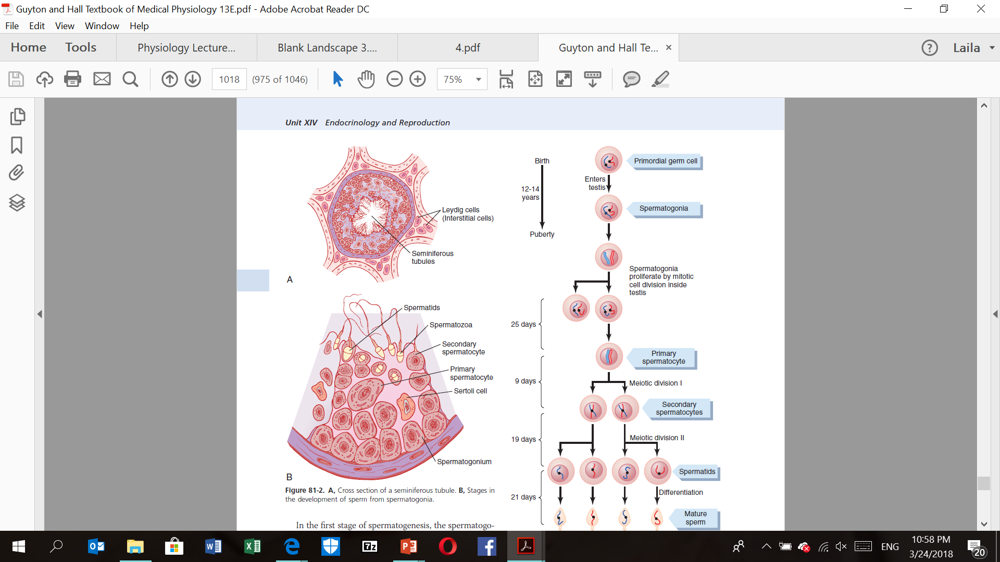 Guyton and Hall Textbook of Medical Physiology 13E.pdf - Adobe Acrobat Reader DC
File Edit View Window Help
Home Tools Physiology Lecture... Blank Landscape 3.... 4.pdf Guyton and Hall Te... × ? Laila
1018 (975 of 1046) 75%
Unit XIV Endocrinology and Reproduction
Leydig cells
(Interstitial cells)
Seminiferous
tubules
A
Spermatids
Spermatozoa
Secondary
spermatocyte
Primary
spermatocyte
Sertoli cell
Spermatogonium
B
Figure 81-2. A, Cross section of a seminiferous tubule. B, Stages in
the development of sperm from spermatogonia.
In the first stage of spermatogenesis, the spermatogo-
Birth
12-14
years
Puberty
Primordial germ cell
Enters
testis
Spermatogonia
Spermatogonia
proliferate by mitotic
cell division inside
testis
25 days
Primary
spermatocyte
9 days
Meiotic division I
Secondary
spermatocytes
19 days
Meiotic division II
Spermatids
21 days
Differentiation
Mature
sperm
ENG
10:58 PM
3/24/2018
20